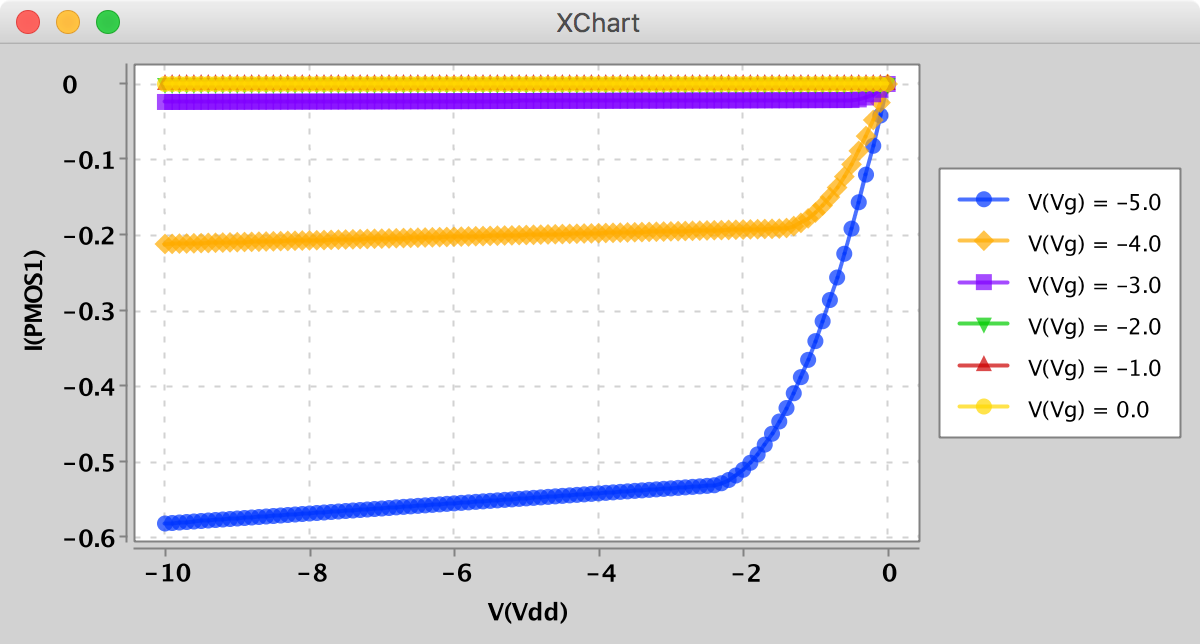 XChart
0
−0.1
−0.2
−0.3
−0.4
−0.5
−0.6
I(PMOS1)
−10 −8 −6 −4 −2 0
V(Vdd)
V(Vg) = −5.0
V(Vg) = −4.0
V(Vg) = −3.0
V(Vg) = −2.0
V(Vg) = −1.0
V(Vg) = 0.0